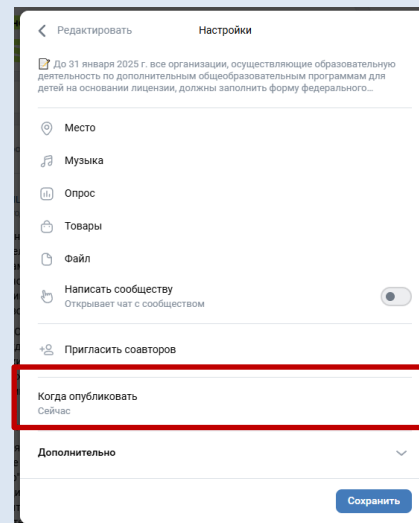 Редактировать
Настройки
До 31 января 2025 г. все организации, осуществляющие образовательную
деятельность по дополнительным общеобразовательным программам для
детей на основании лицензии, должны заполнить форму федерального...
Место
Музыка
Опрос
Товары
Файл
Написать сообществу
Открывает чат с сообществом
Пригласить соавторов
Когда опубликовать
Сейчас
Дополнительно
Сохранить